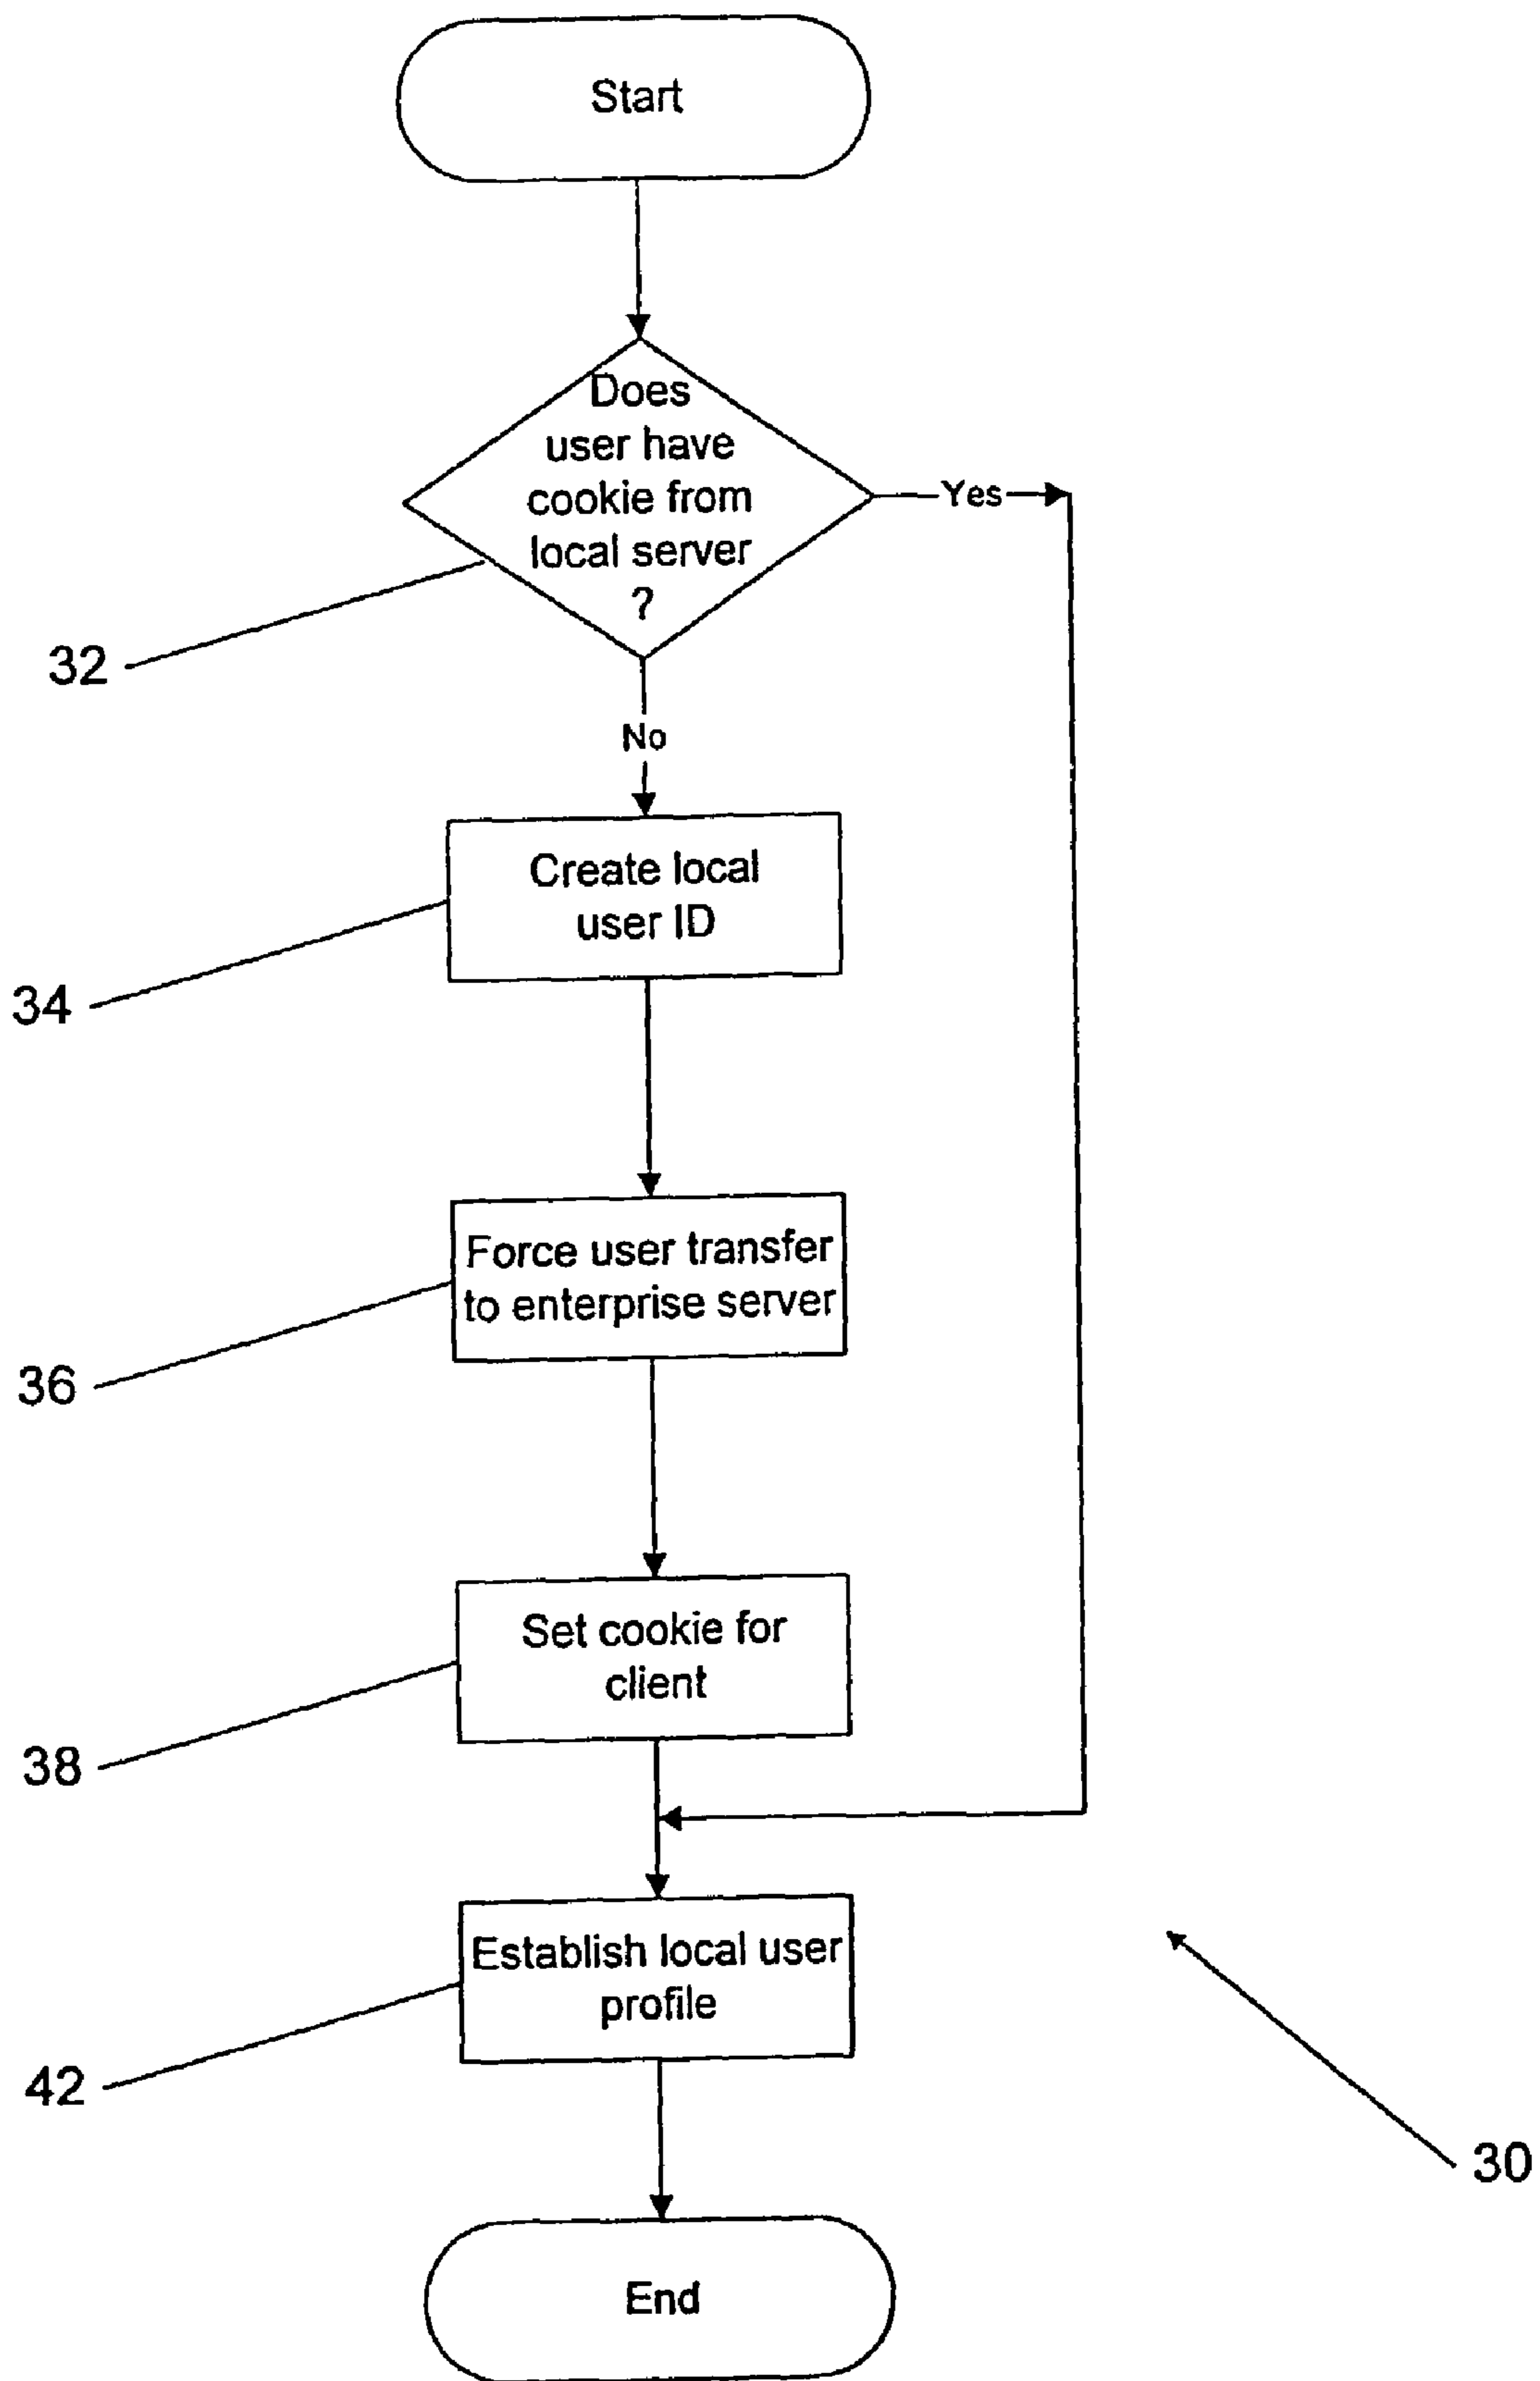 Start
Does
user have
cookie from
local server
?
Yes
32
No
Create local
user ID
34
Force user transfer
to enterprise server
36
Set cookie for
client
38
Establish local user
profile
42
30
End